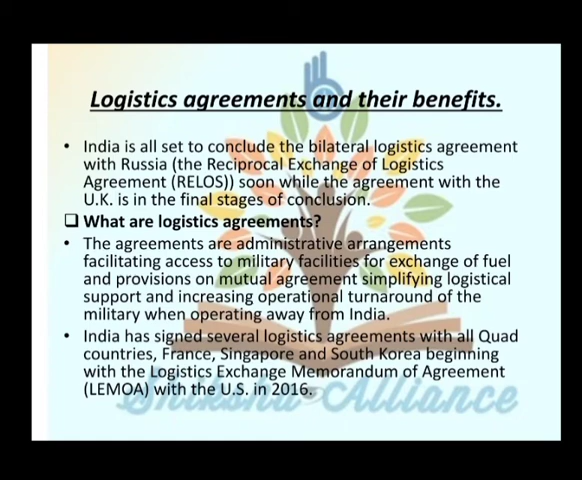 Logistics agreements and their benefits.
• India is all set to conclude the bilateral logistics agreement
with Russia (the Reciprocal Exchange of Logistics
Agreement (RELOS)) soon while the agreement with the
U.K. is in the final stages of conclusion.
❑ What are logistics agreements?
• The agreements are administrative arrangements
facilitating access to military facilities for exchange of fuel
and provisions on mutual agreement simplifying logistical
support and increasing operational turnaround of the
military when operating away from India.
• India has signed several logistics agreements with all Quad
countries, France, Singapore and South Korea beginning
with the Logistics Exchange Memorandum of Agreement
(LEMOA) with the U.S. in 2016.
Shiksha Alliance